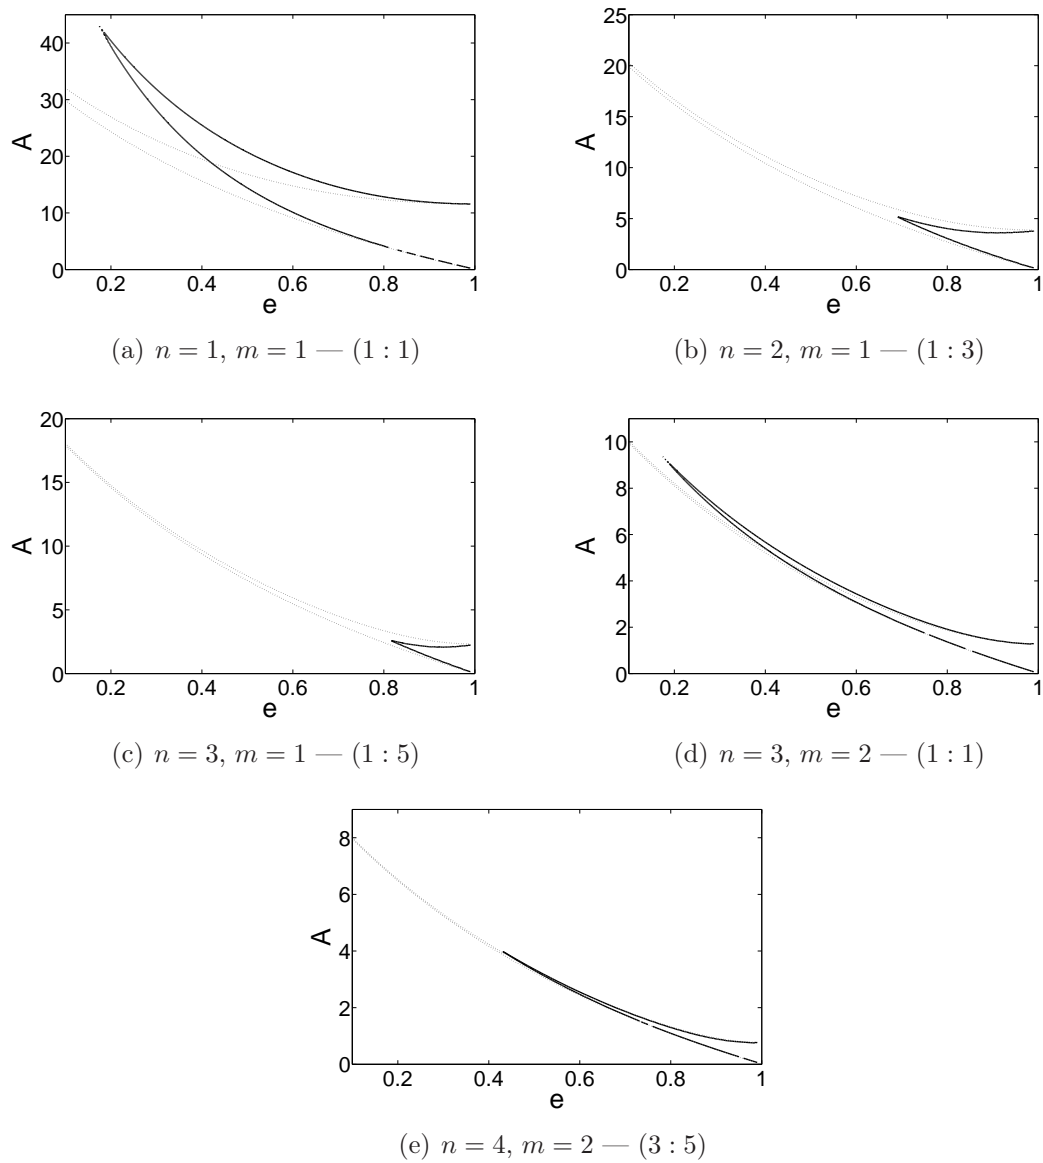 A
40
30
20
10
0
0.2 0.4 0.6 0.8 1
e
(a) n = 1, m = 1 — (1 : 1)
A
25
20
15
10
5
0
0.2 0.4 0.6 0.8 1
e
(b) n = 2, m = 1 — (1 : 3)
A
20
15
10
5
0
0.2 0.4 0.6 0.8 1
e
(c) n = 3, m = 1 — (1 : 5)
A
10
8
6
4
2
0
0.2 0.4 0.6 0.8 1
e
(d) n = 3, m = 2 — (1 : 1)
A
8
6
4
2
0
0.2 0.4 0.6 0.8 1
e
(e) n = 4, m = 2 — (3 : 5)